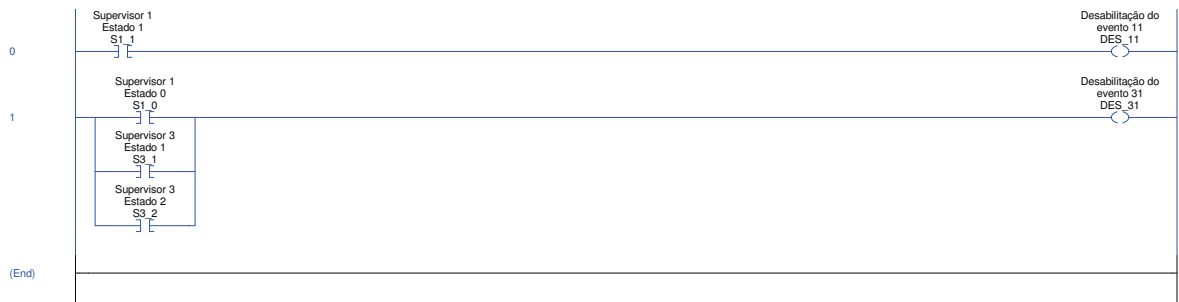 Supervisor 1
Estado 1
S1_1
Desabilitação do
evento 11
DES_11
0
Supervisor 1
Estado 0
S1_0
Desabilitação do
evento 31
DES_31
1
Supervisor 3
Estado 1
S3_1
Supervisor 3
Estado 2
S3_2
(End)